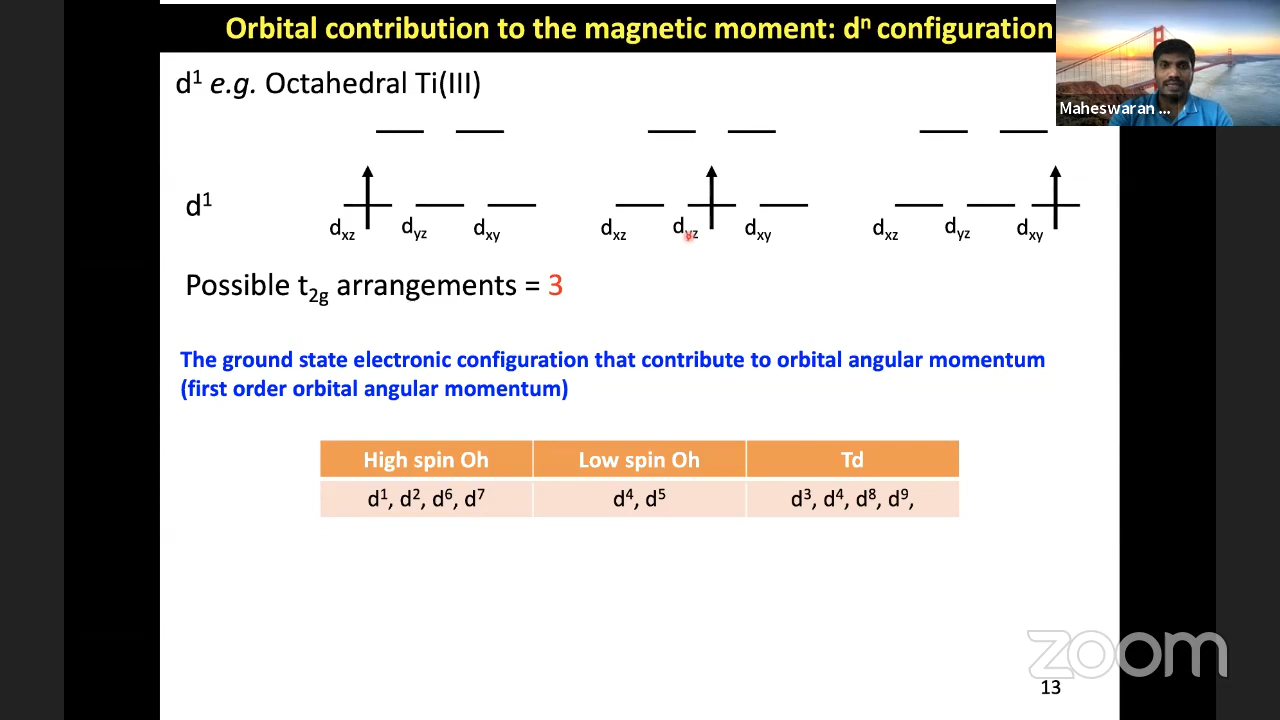 Orbital contribution to the magnetic moment: dⁿ configuration
Maheswaran ...
d¹ e.g. Octahedral Ti(III)
d¹
d_xz d_yz d_xy d_xz d_yz d_xy d_xz d_yz d_xy
Possible t₂g arrangements = 3
The ground state electronic configuration that contribute to orbital angular momentum
(first order orbital angular momentum)
High spin Oh Low spin Oh Td
d¹, d², d⁶, d⁷ d⁴, d⁵ d³, d⁴, d⁸, d⁹,
zoom
13